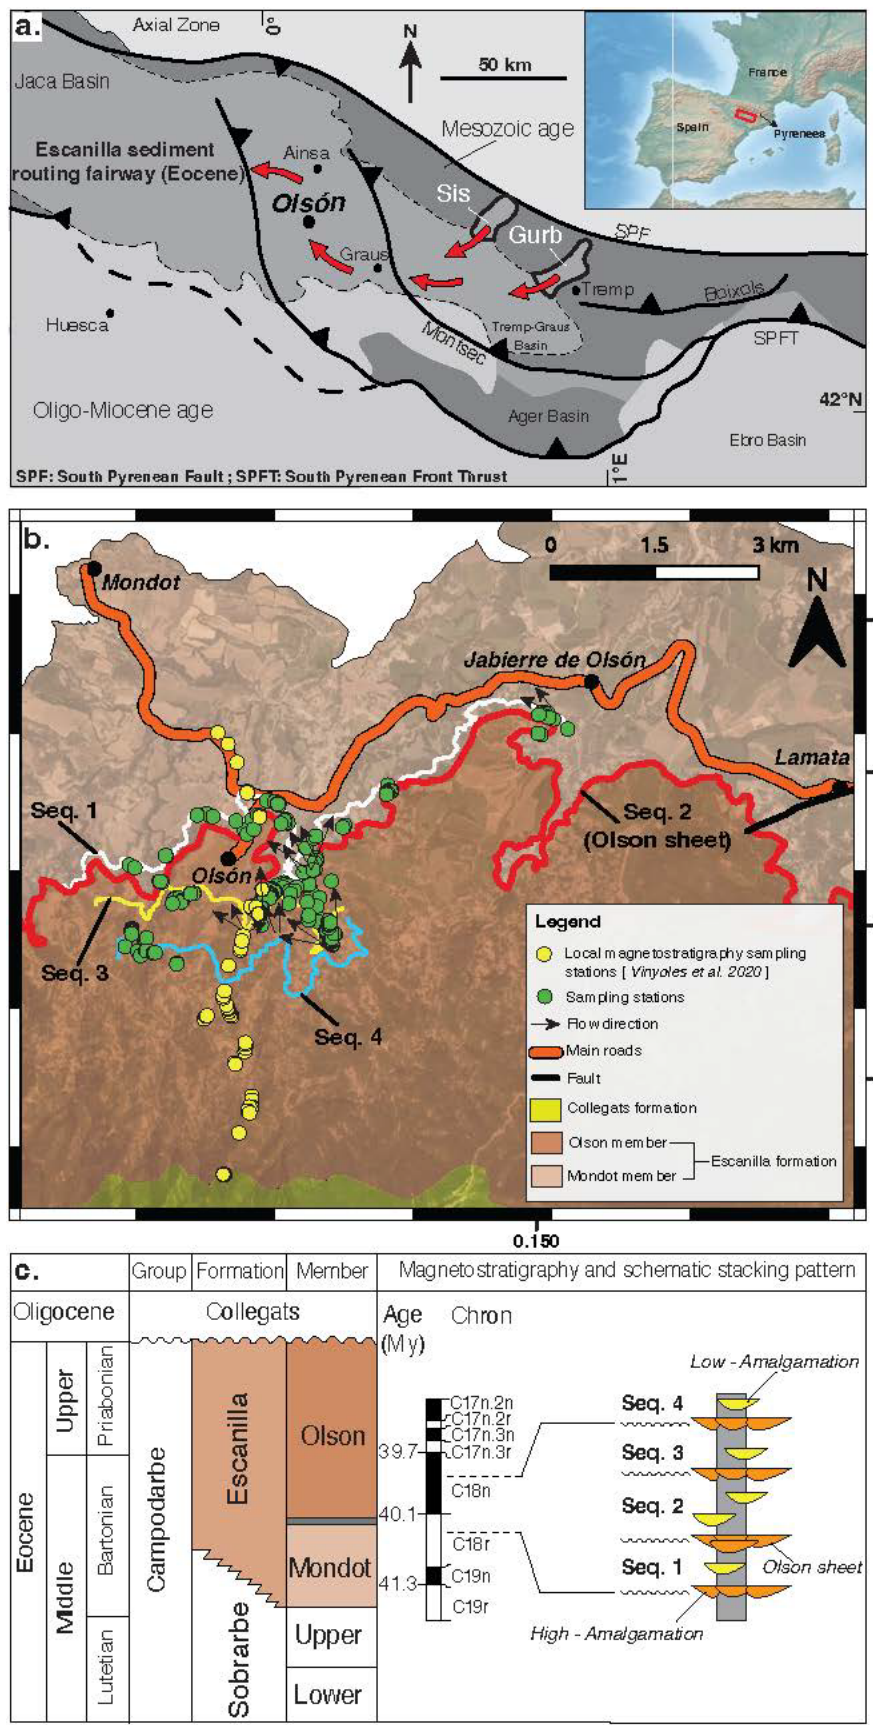 a.
Axial Zone
0°
N
50 km
France
Spain
Pyrenees
Jaca Basin
Mesozoic age
Escanilla sediment
routing fairway (Eocene)
Ainsa
Olsón
Sis
Gurb
SPF
Graus
Tremp
Boixols
Huesca
Montsec
Tremp-Graus
Basin
SPFT
Oligo-Miocene age
42°N
Ager Basin
Ebro Basin
SPF: South Pyrenean Fault ; SPFT: South Pyrenean Front Thrust
1°E
b.
0 1.5 3 km
Mondot
N
Jabierre de Olsón
Lamata
Seq. 1
Seq. 2
(Olson sheet)
Olsón
Seq. 3
Seq. 4
Legend
Local magnetostratigraphy sampling
stations [ Vinyoles et al. 2020 ]
Sampling stations
Flow direction
Main roads
Fault
Collegats formation
Olson member
Escanilla formation
Mondot member
0.150
c.
Group Formation Member Magnetostratigraphy and schematic stacking pattern
Oligocene Collegats Age Chron
(My)
Low - Amalgamation
Eocene
Upper
Priabonian
Middle
Bartonian
Lutetian
Campodarbe
Escanilla
Sobrarbe
Olson
Mondot
Upper
Lower
39.7
40.1
41.3
C17n.2n
C17n.2r
C17n.3n
C17n.3r
C18n
C18r
C19n
C19r
Seq. 4
Seq. 3
Seq. 2
Seq. 1
Olson sheet
High - Amalgamation